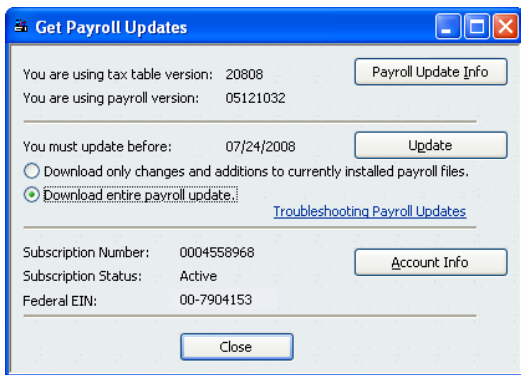 Get Payroll Updates
You are using tax table version: 20808
Payroll Update Info
You are using payroll version: 05121032
You must update before: 07/24/2008
Update
Download only changes and additions to currently installed payroll files.
Download entire payroll update.
Troubleshooting Payroll Updates
Subscription Number: 0004558968
Account Info
Subscription Status: Active
Federal EIN: 00-7904153
Close